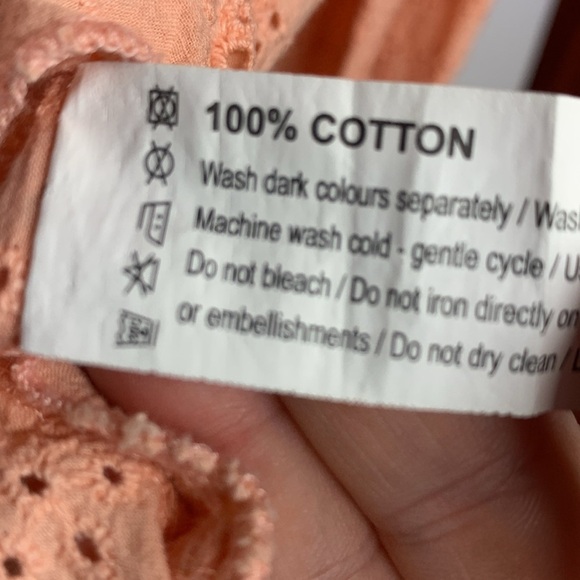 100% COTTON
Wash dark colours separately / Wash
Machine wash cold - gentle cycle / U
Do not bleach / Do not iron directly on
or embellishments / Do not dry clean /